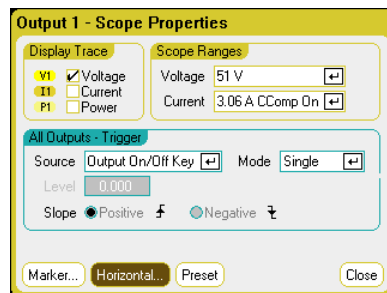 Output 1 - Scope Properties
Display Trace
V1 Voltage
I1 Current
P1 Power
Scope Ranges
Voltage 51 V
Current 3.06 A CComp On
All Outputs - Trigger
Source Output On/Off Key Mode Single
Level 0.000
Slope Positive Negative
Marker... Horizontal... Preset Close